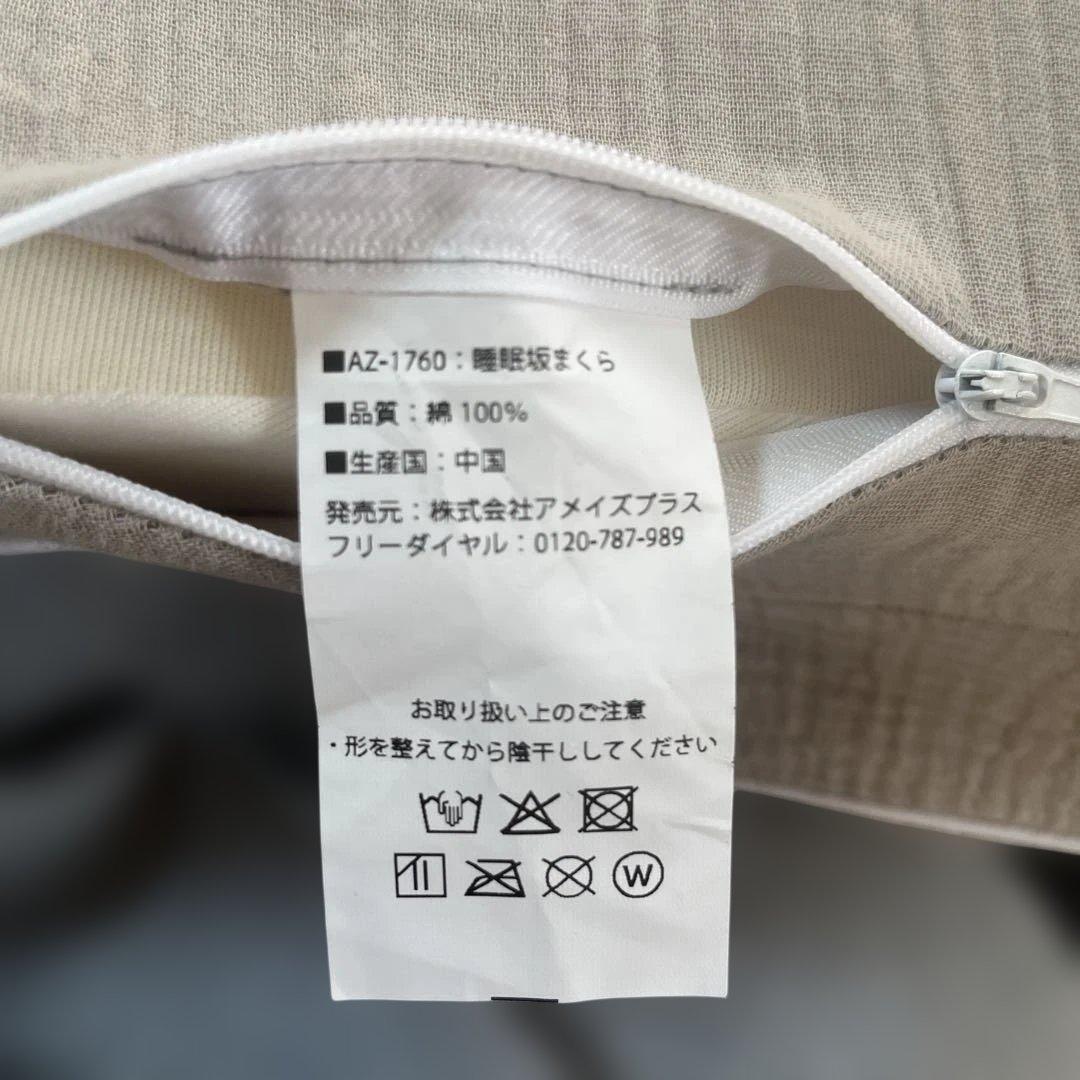 ■AZ-1760：睡眠坂まくら
■品質：綿 100%
■生産国：中国
発売元：株式会社アメイズプラス
フリーダイヤル：0120-787-989
お取り扱い上のご注意
・形を整えてから陰干ししてください
W